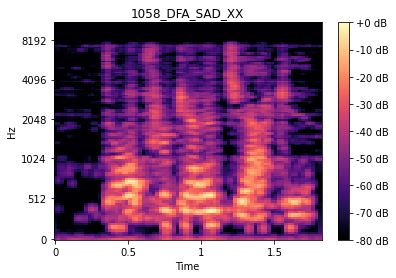 1058_DFA_SAD_XX
Hz
8192
4096
2048
1024
512
0
0
0.5
1
1.5
Time
+0 dB
-10 dB
-20 dB
-30 dB
-40 dB
-50 dB
-60 dB
-70 dB
-80 dB